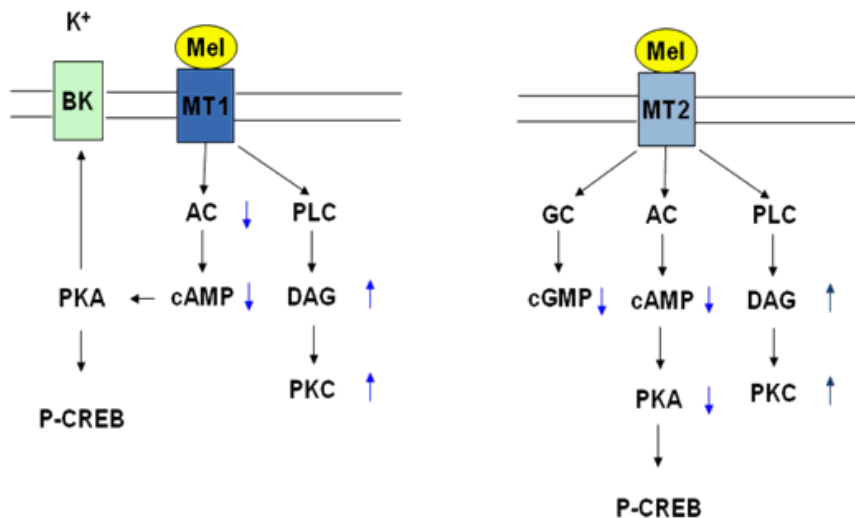 K+
Mel
BK
MT1
AC
PLC
PKA
cAMP
DAG
PKC
P-CREB
Mel
MT2
GC
AC
PLC
cGMP
cAMP
DAG
PKA
PKC
P-CREB